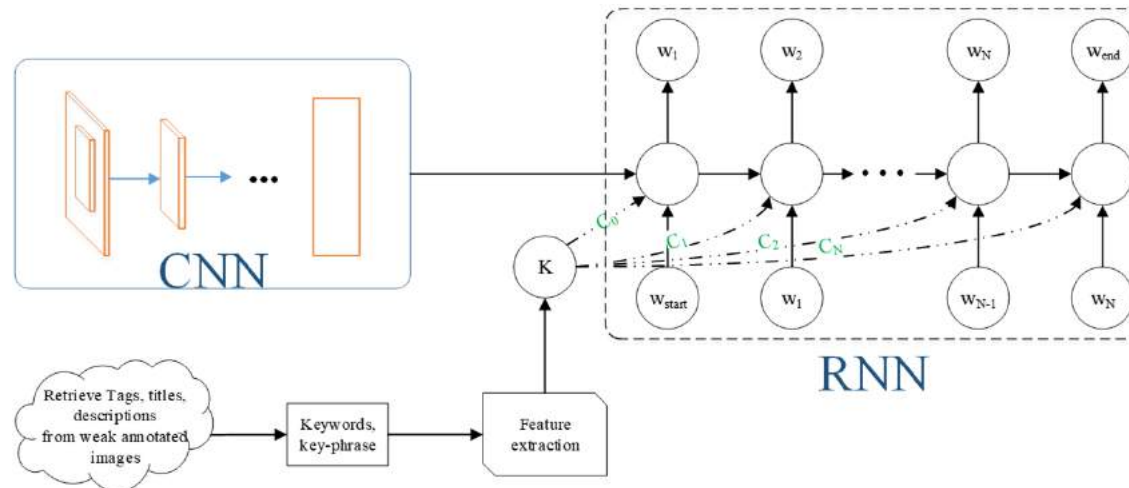 w1 w2 wN wend
•••
CNN
C0 C1 C2 CN
K
wstart w1 wN-1 wN
RNN
Retrieve Tags, titles,
descriptions
from weak annotated
images
Keywords,
key-phrase
Feature
extraction